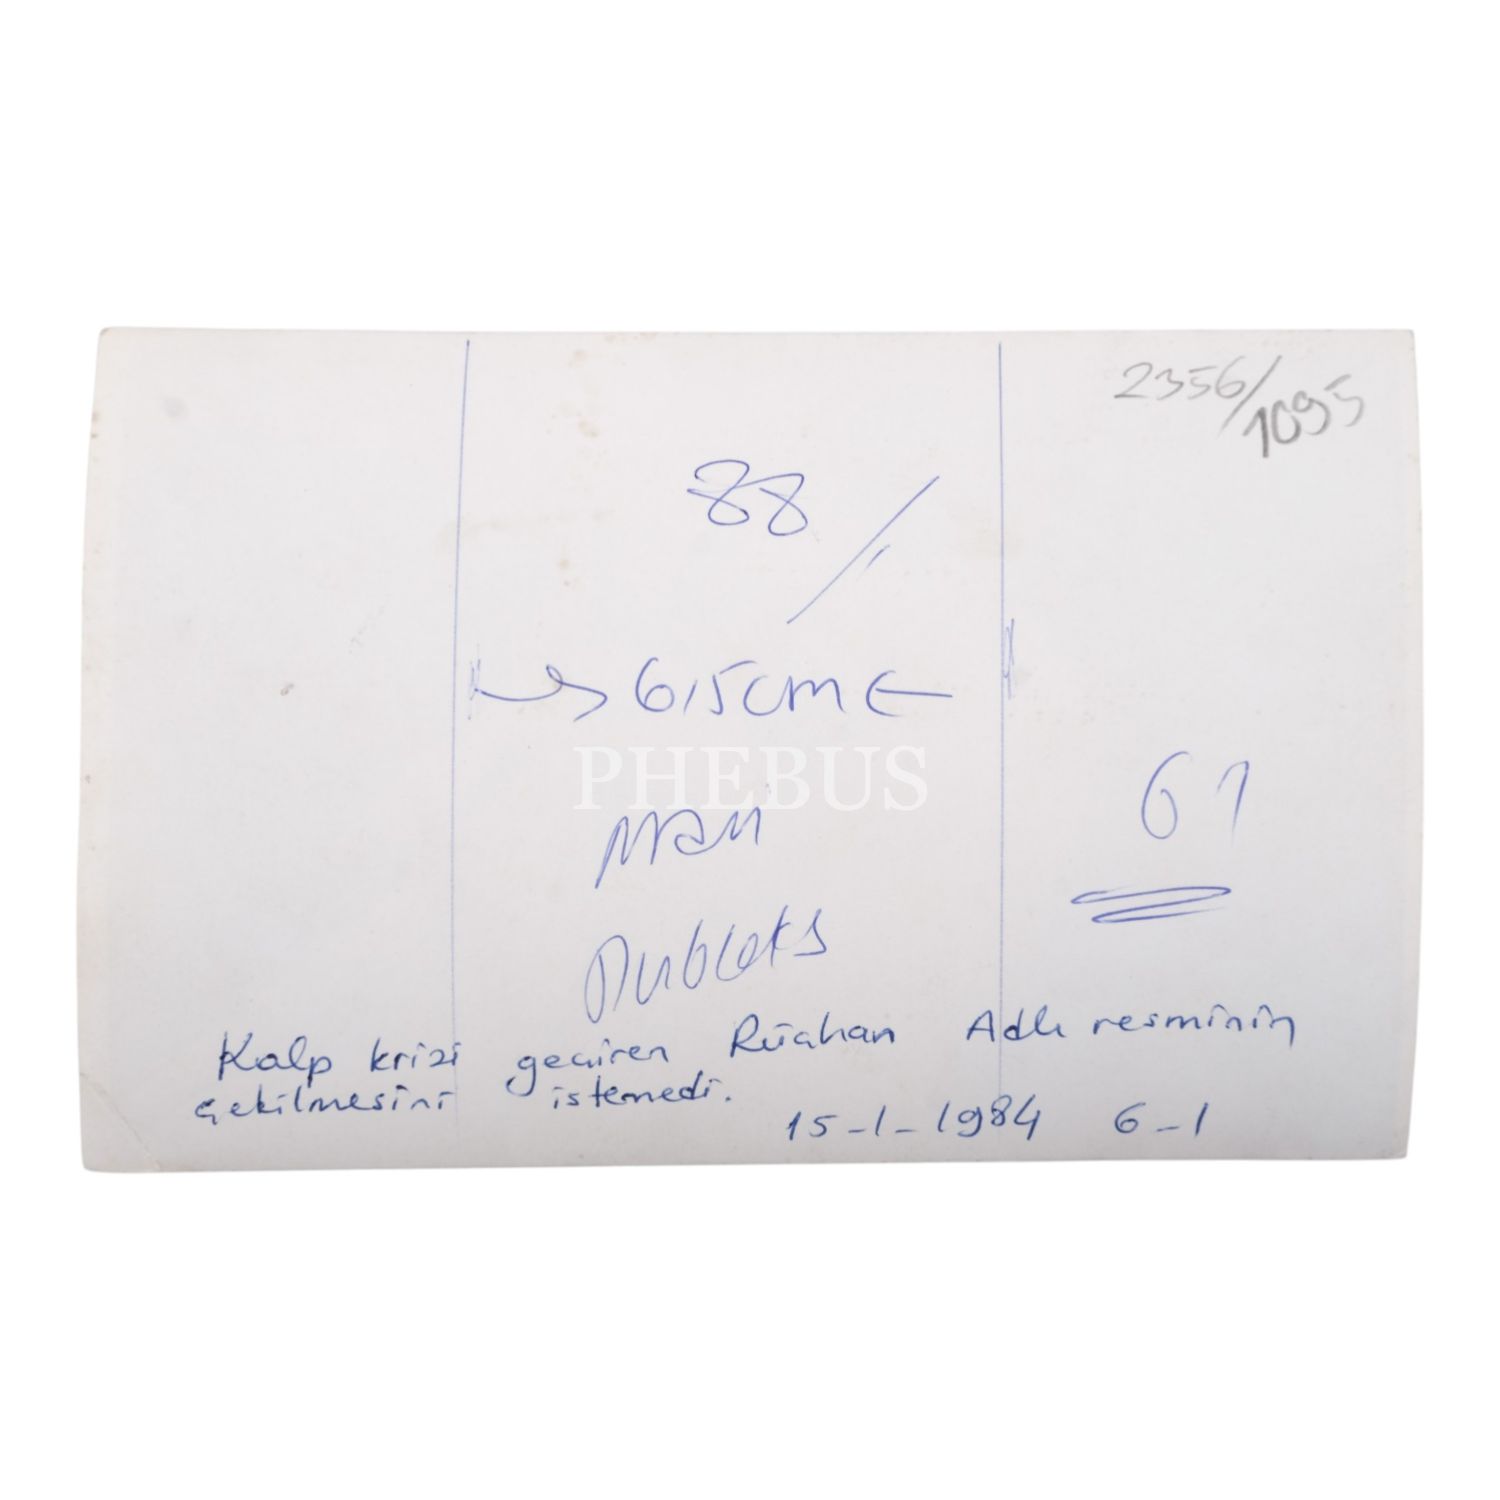 2356/1095
88
6,5cm
PHEBUS
61
Kalp krizi geçiren Rüçhan Adlı resminin
çekilmesini istemedi.
15-1-1984 6-1